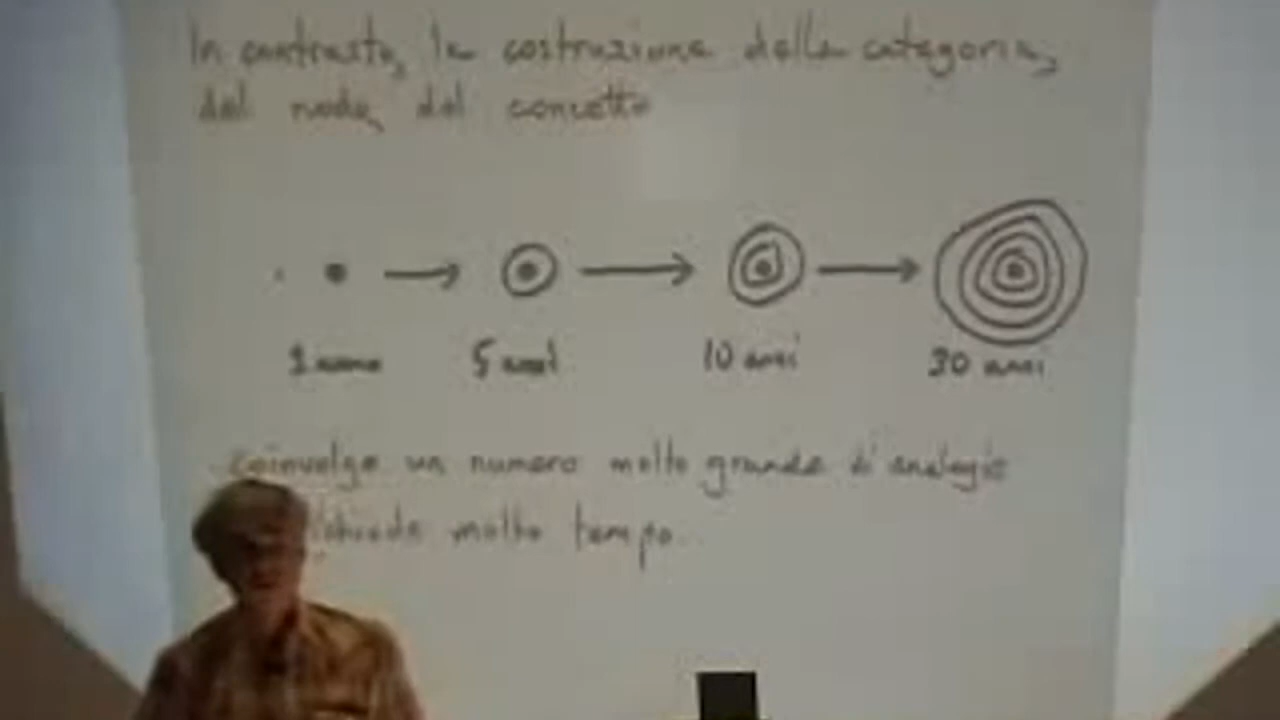 In contrasto, la costruzione della categoria,
del nodo, del concetto
1 anno 5 anni 10 anni 30 anni
coinvolge un numero molto grande di analogie
molto tempo.